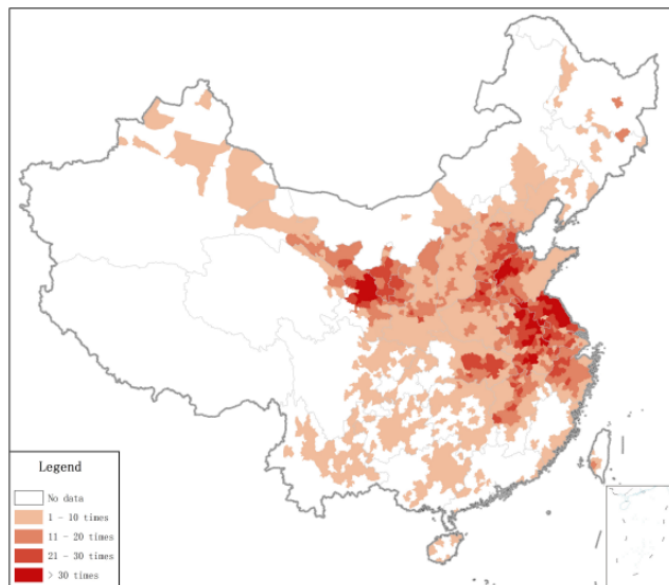 Legend
No data
1 - 10 times
11 - 20 times
21 - 30 times
> 30 times